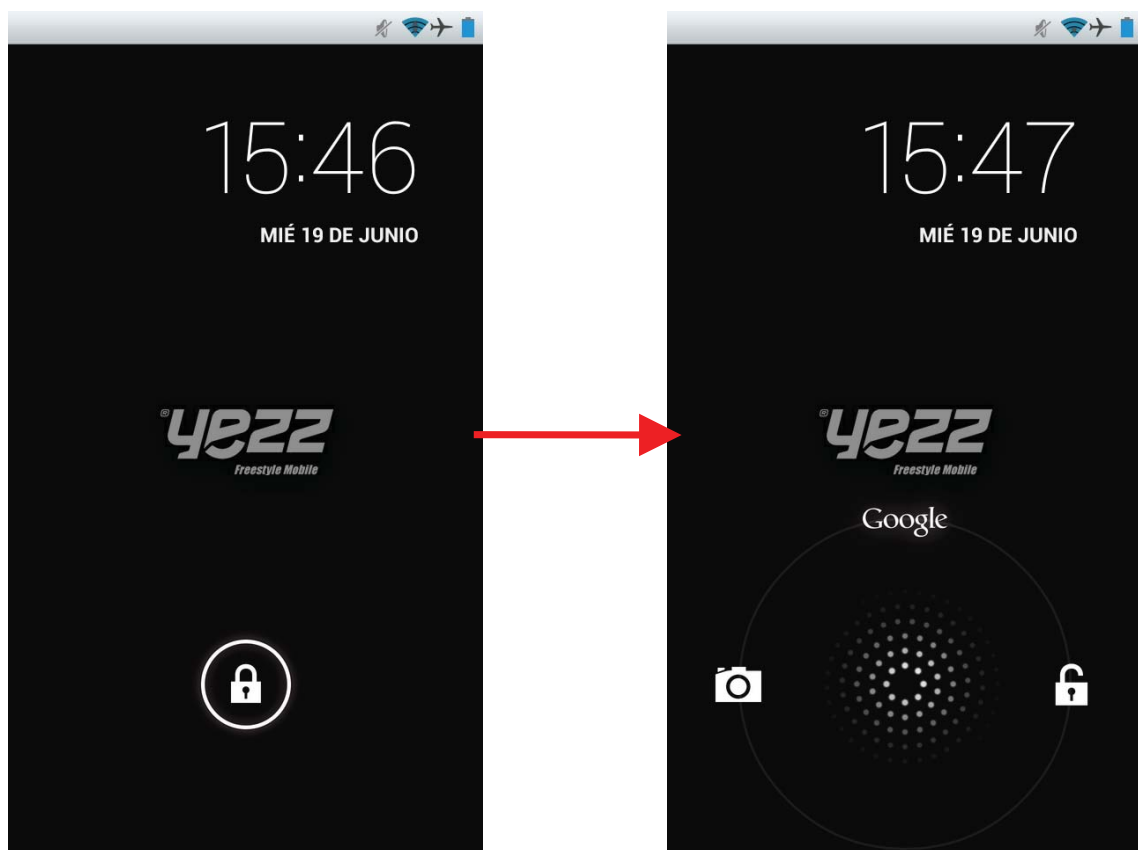 15:46
MIÉ 19 DE JUNIO
yezz
Freestyle Mobile
15:47
MIÉ 19 DE JUNIO
yezz
Freestyle Mobile
Google